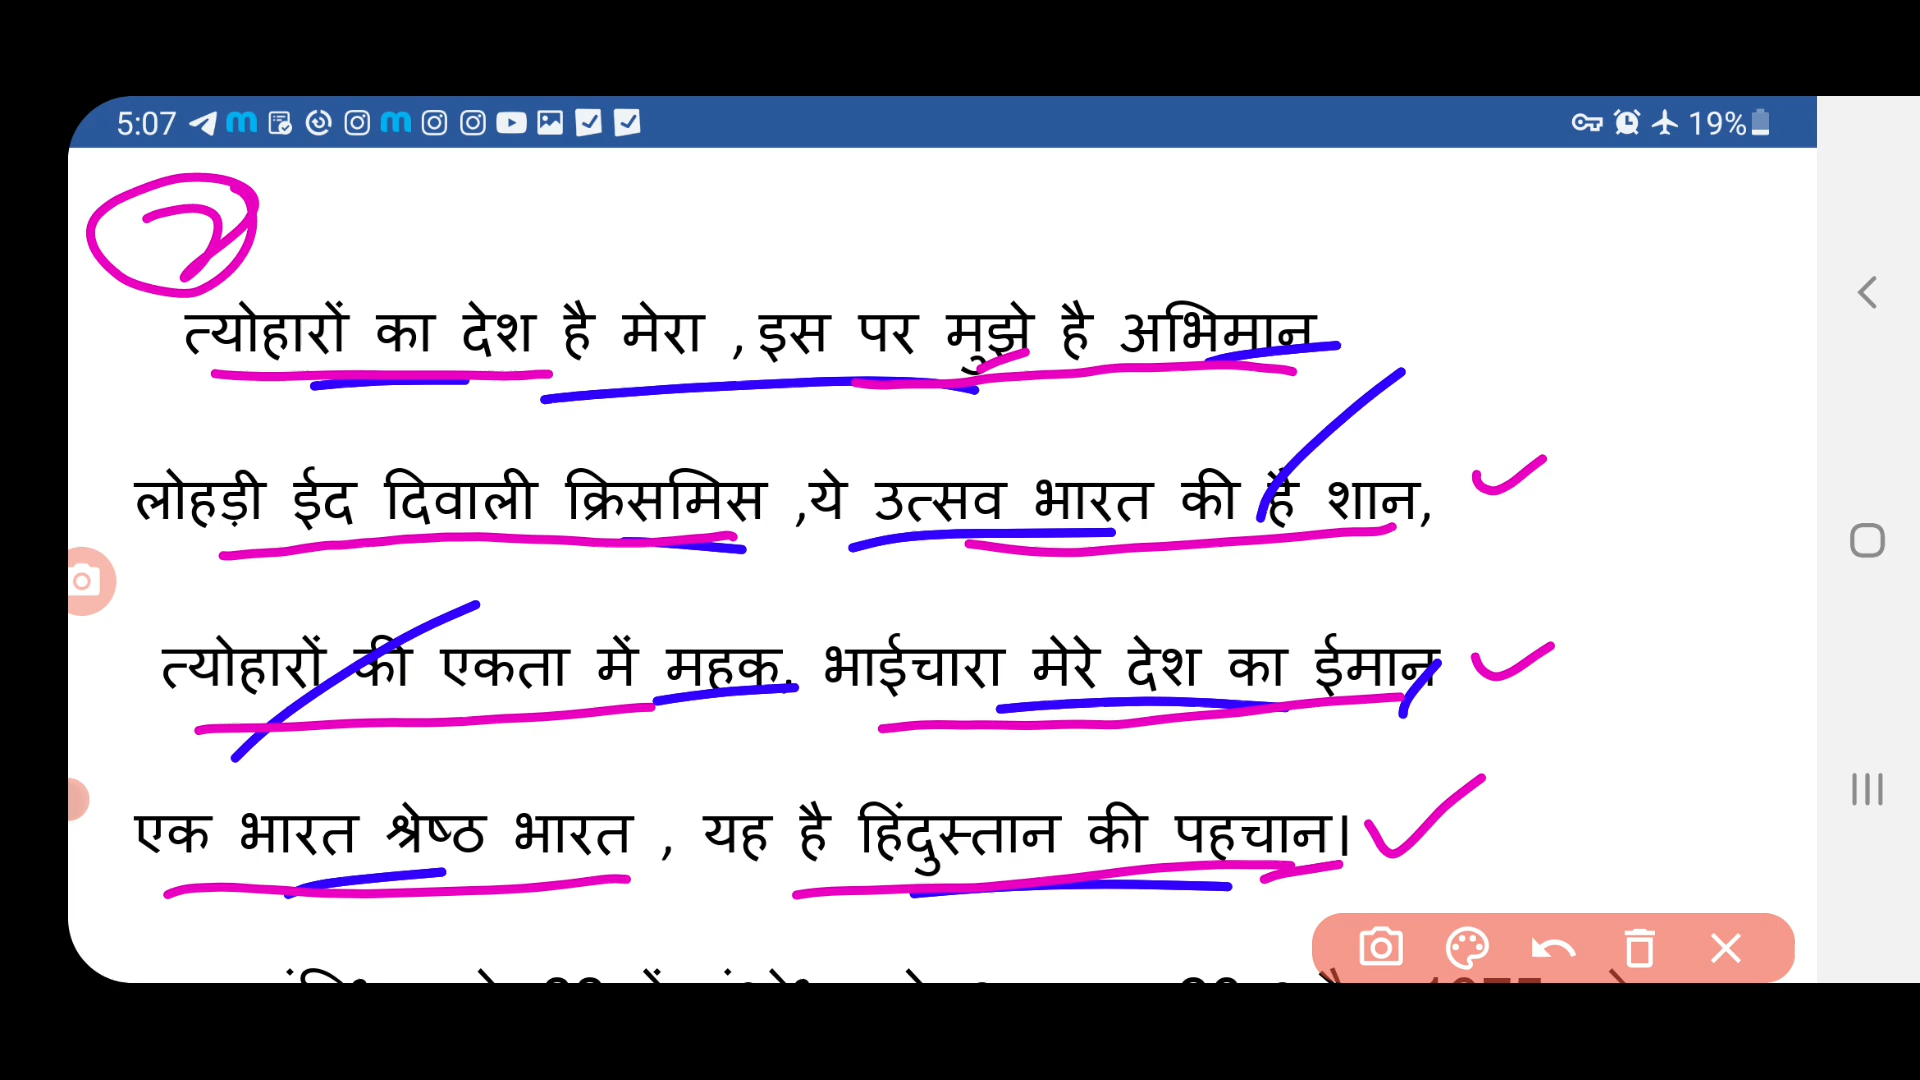 5:07 19%
2
त्योहारों का देश है मेरा ,इस पर मुझे है अभिमान
लोहड़ी ईद दिवाली क्रिसमिस ,ये उत्सव भारत की है शान,
त्योहारों की एकता में महक, भाईचारा मेरे देश का ईमान
एक भारत श्रेष्ठ भारत , यह है हिंदुस्तान की पहचान।